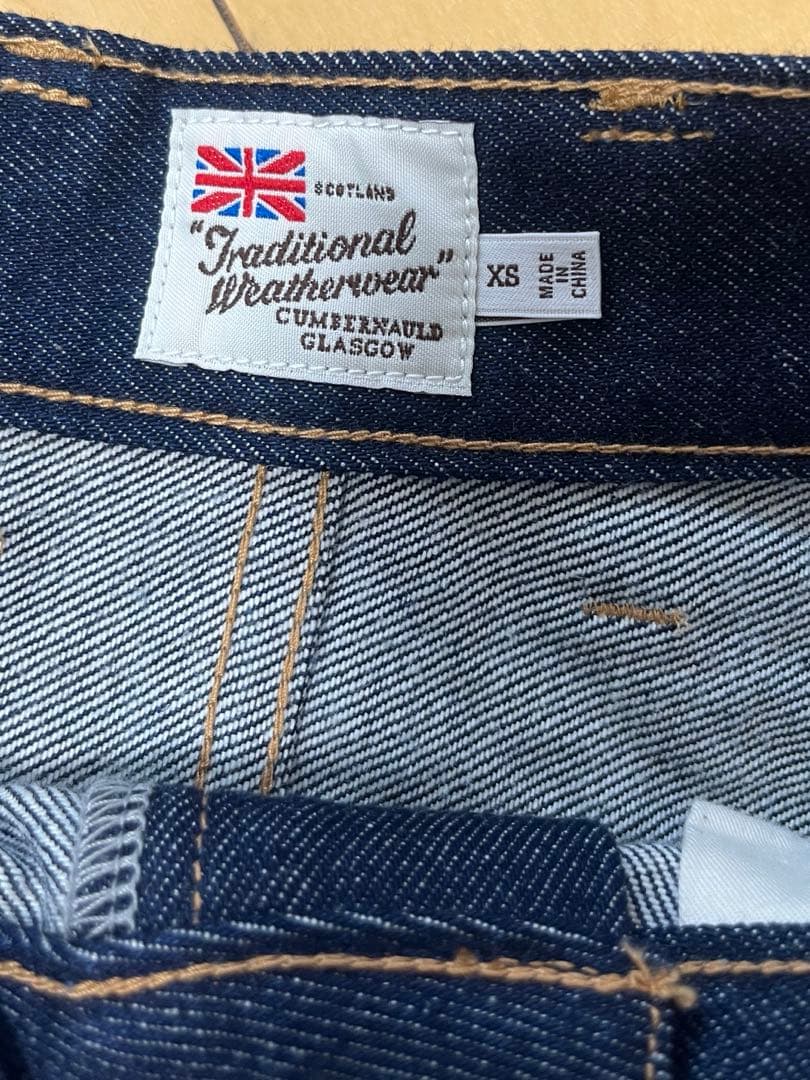 SCOTLAND
"Traditional
Weatherwear"
CUMBERNAULD
GLASGOW
XS
MADE
IN
CHINA